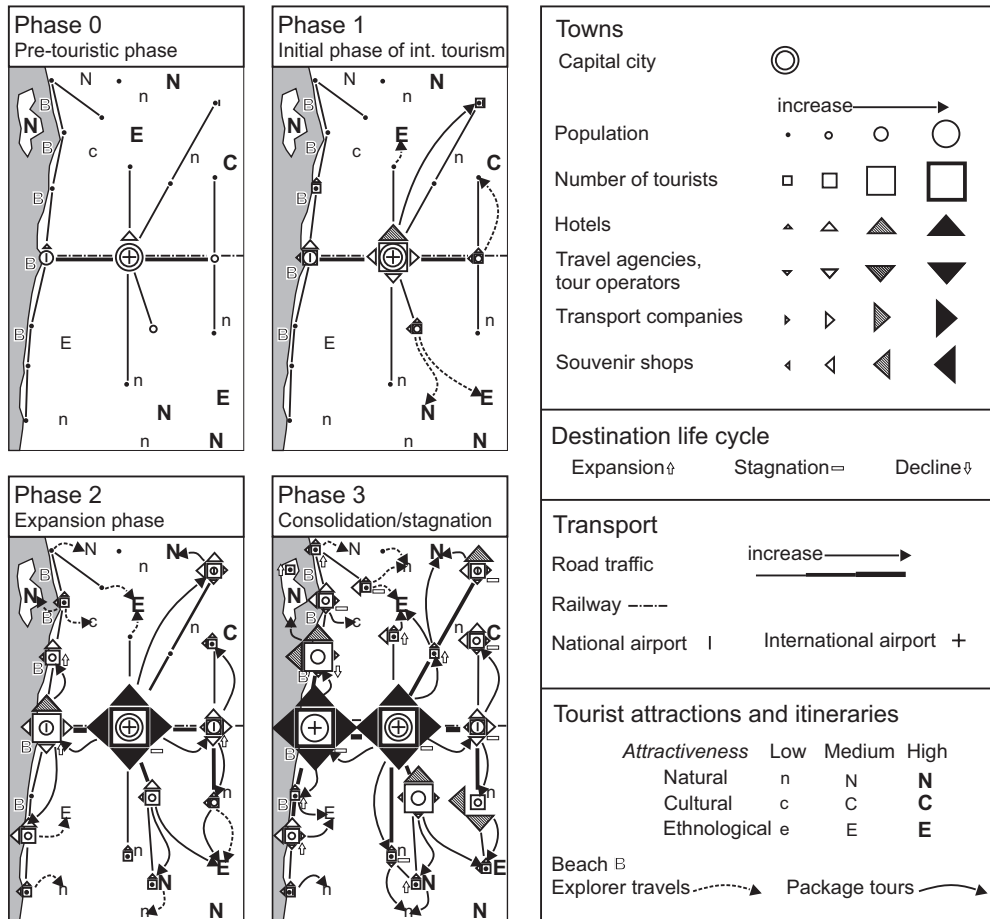 Phase 0
Pre-touristic phase
N N
n
B
N
B E
c n C
B
B
B n
E
E
N
n n N
Phase 1
Initial phase of int. tourism
N N
n
B
N
B E
c n C
B
B
B n
E
E
N
n n N
Phase 2
Expansion phase
N N
n
N E
B c n C
B
B
B n
E
E
N
n n N
Phase 3
Consolidation/stagnation
N
n
N E
B n C
B
B
B n
E
n E
N
n N
Towns
Capital city
increase
Population
Number of tourists
Hotels
Travel agencies,
tour operators
Transport companies
Souvenir shops
Destination life cycle
Expansion Stagnation Decline
Transport
Road traffic increase
Railway
National airport International airport
Tourist attractions and itineraries
Attractiveness Low Medium High
Natural n N N
Cultural c C C
Ethnological e E E
Beach B
Explorer travels Package tours